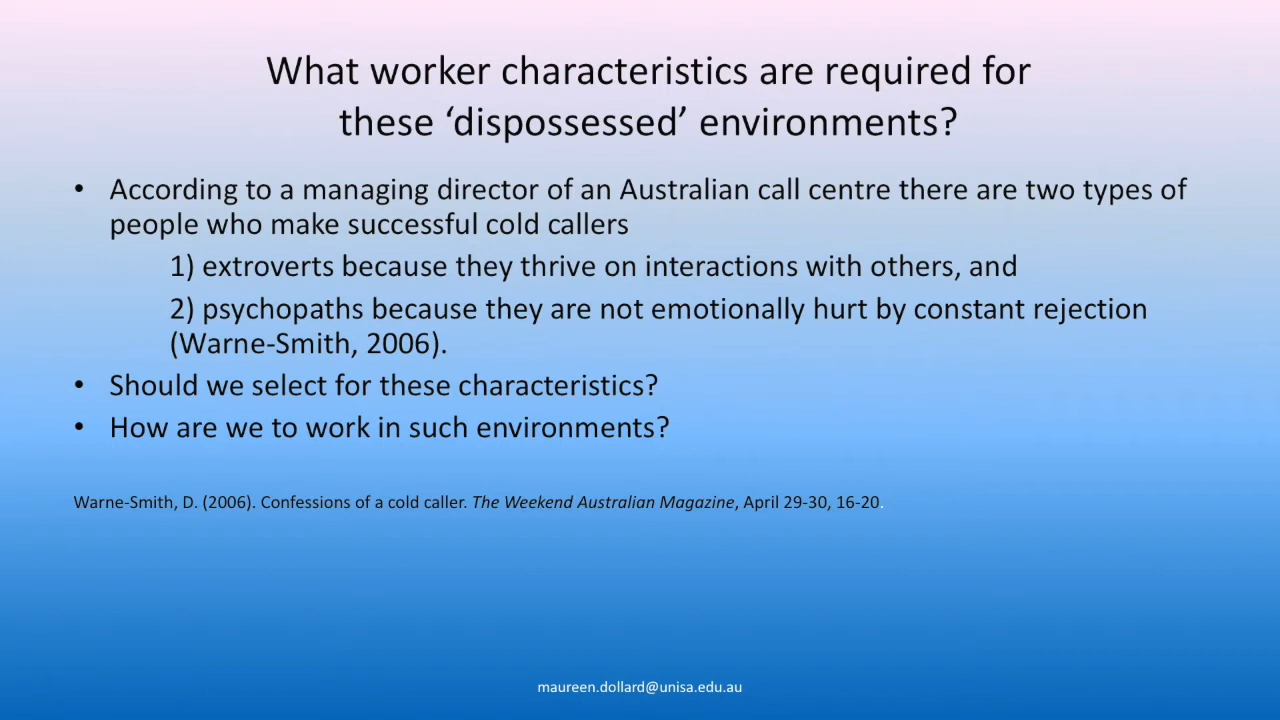 What worker characteristics are required for
these ‘dispossessed’ environments?
• According to a managing director of an Australian call centre there are two types of
people who make successful cold callers
1) extroverts because they thrive on interactions with others, and
2) psychopaths because they are not emotionally hurt by constant rejection
(Warne-Smith, 2006).
• Should we select for these characteristics?
• How are we to work in such environments?
Warne-Smith, D. (2006). Confessions of a cold caller. The Weekend Australian Magazine, April 29-30, 16-20.
maureen.dollard@unisa.edu.au